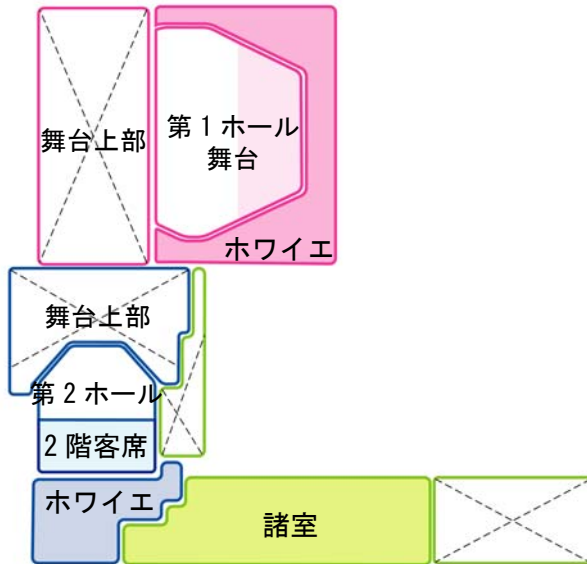 舞台上部
第１ホール
舞台
ホワイエ
舞台上部
第２ホール
２階客席
ホワイエ
諸室